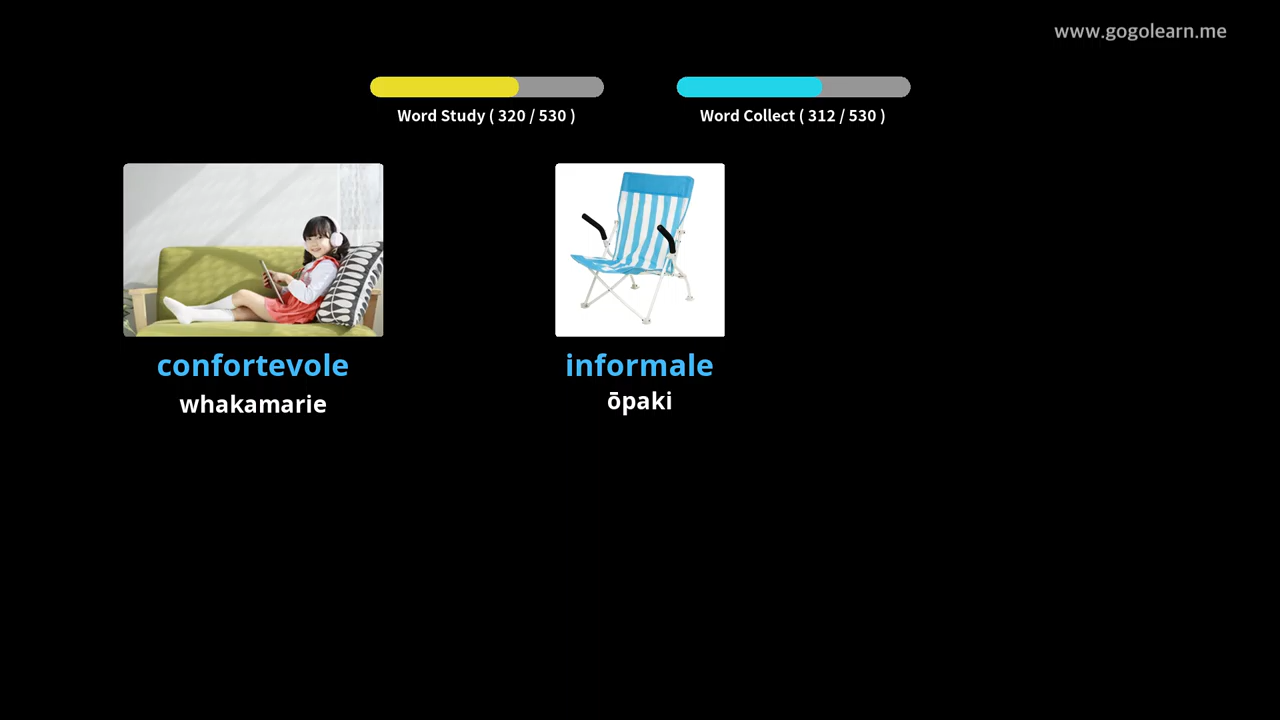 www.gogolearn.me
Word Study ( 320 / 530 )
Word Collect ( 312 / 530 )
confortevole
whakamarie
informale
ōpaki